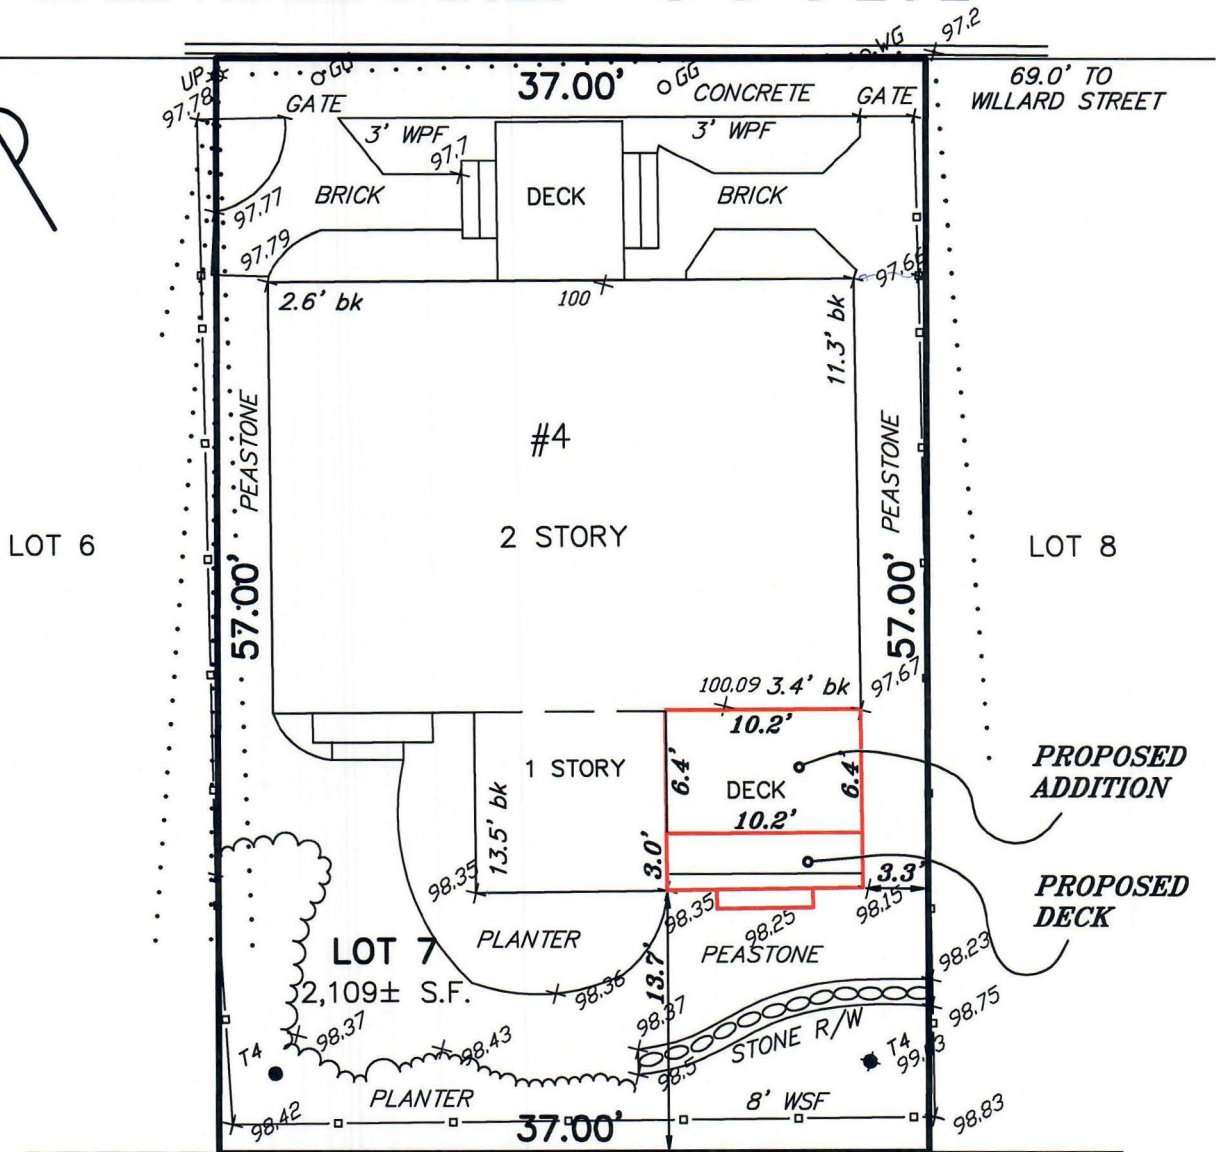 97.2
WG
UP
GG
37.00'
GG
CONCRETE
GATE
69.0' TO
WILLARD STREET
97.78
GATE
3' WPF
97.7
3' WPF
BRICK
DECK
BRICK
97.77
97.79
97.66
2.6' bk
100
11.3' bk
#4
PEASTONE
PEASTONE
2 STORY
LOT 6
LOT 8
57.00'
57.00'
100.09
3.4' bk
97.67
10.2'
1 STORY
6.4'
DECK
6.4'
PROPOSED
ADDITION
10.2'
13.5' bk
3.0'
3.3'
98.35
98.35
98.25
98.15
PROPOSED
DECK
LOT 7
PLANTER
PEASTONE
98.23
2,109± S.F.
98.36
13.7'
98.37
98.37
98.43
STONE R/W
98.75
T4
98.5
T4
PLANTER
8' WSF
98.42
37.00'
98.83